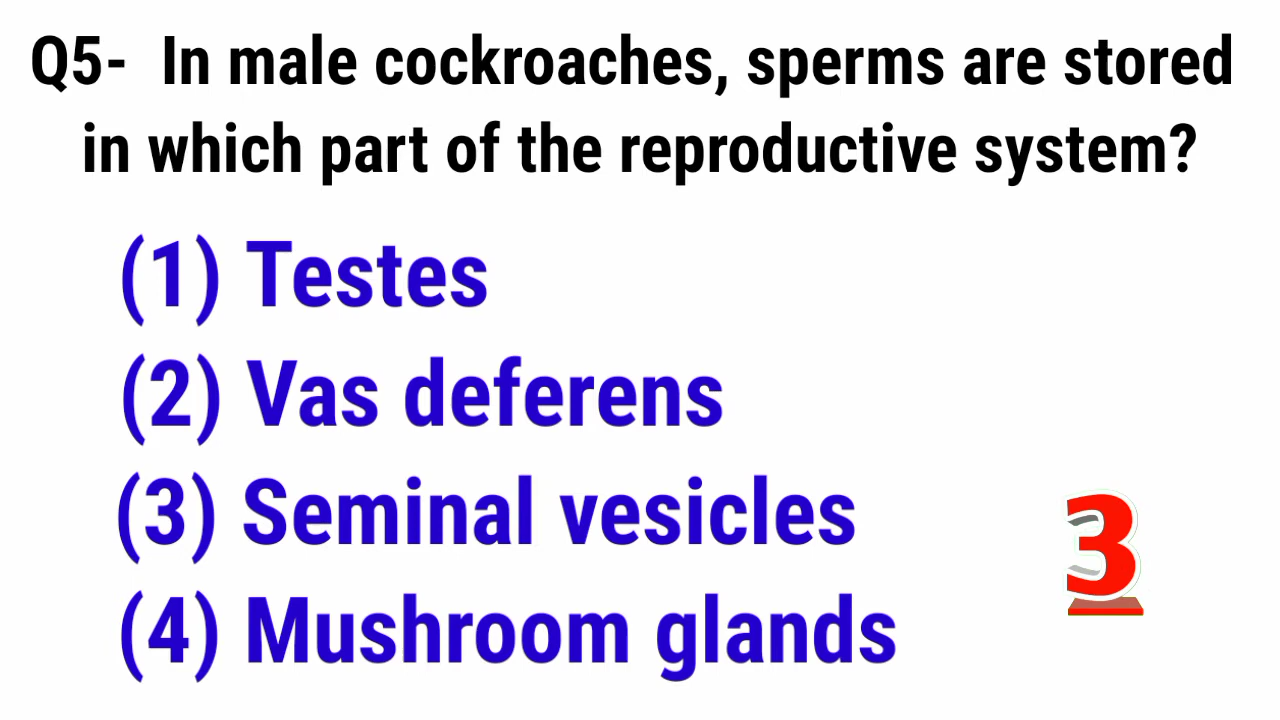 Q5- In male cockroaches, sperms are stored
in which part of the reproductive system?
(1) Testes
(2) Vas deferens
(3) Seminal vesicles
(4) Mushroom glands
3